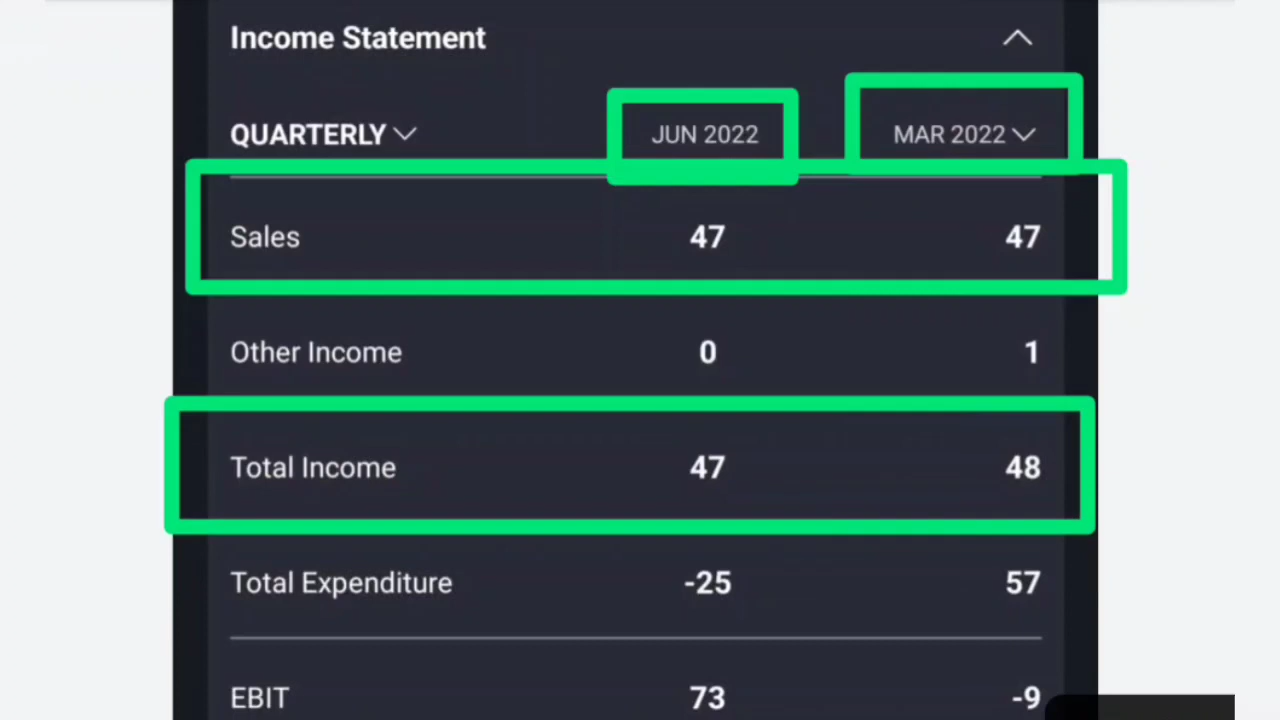 Income Statement
QUARTERLY JUN 2022 MAR 2022
Sales 47 47
Other Income 0 1
Total Income 47 48
Total Expenditure -25 57
EBIT 73 -9